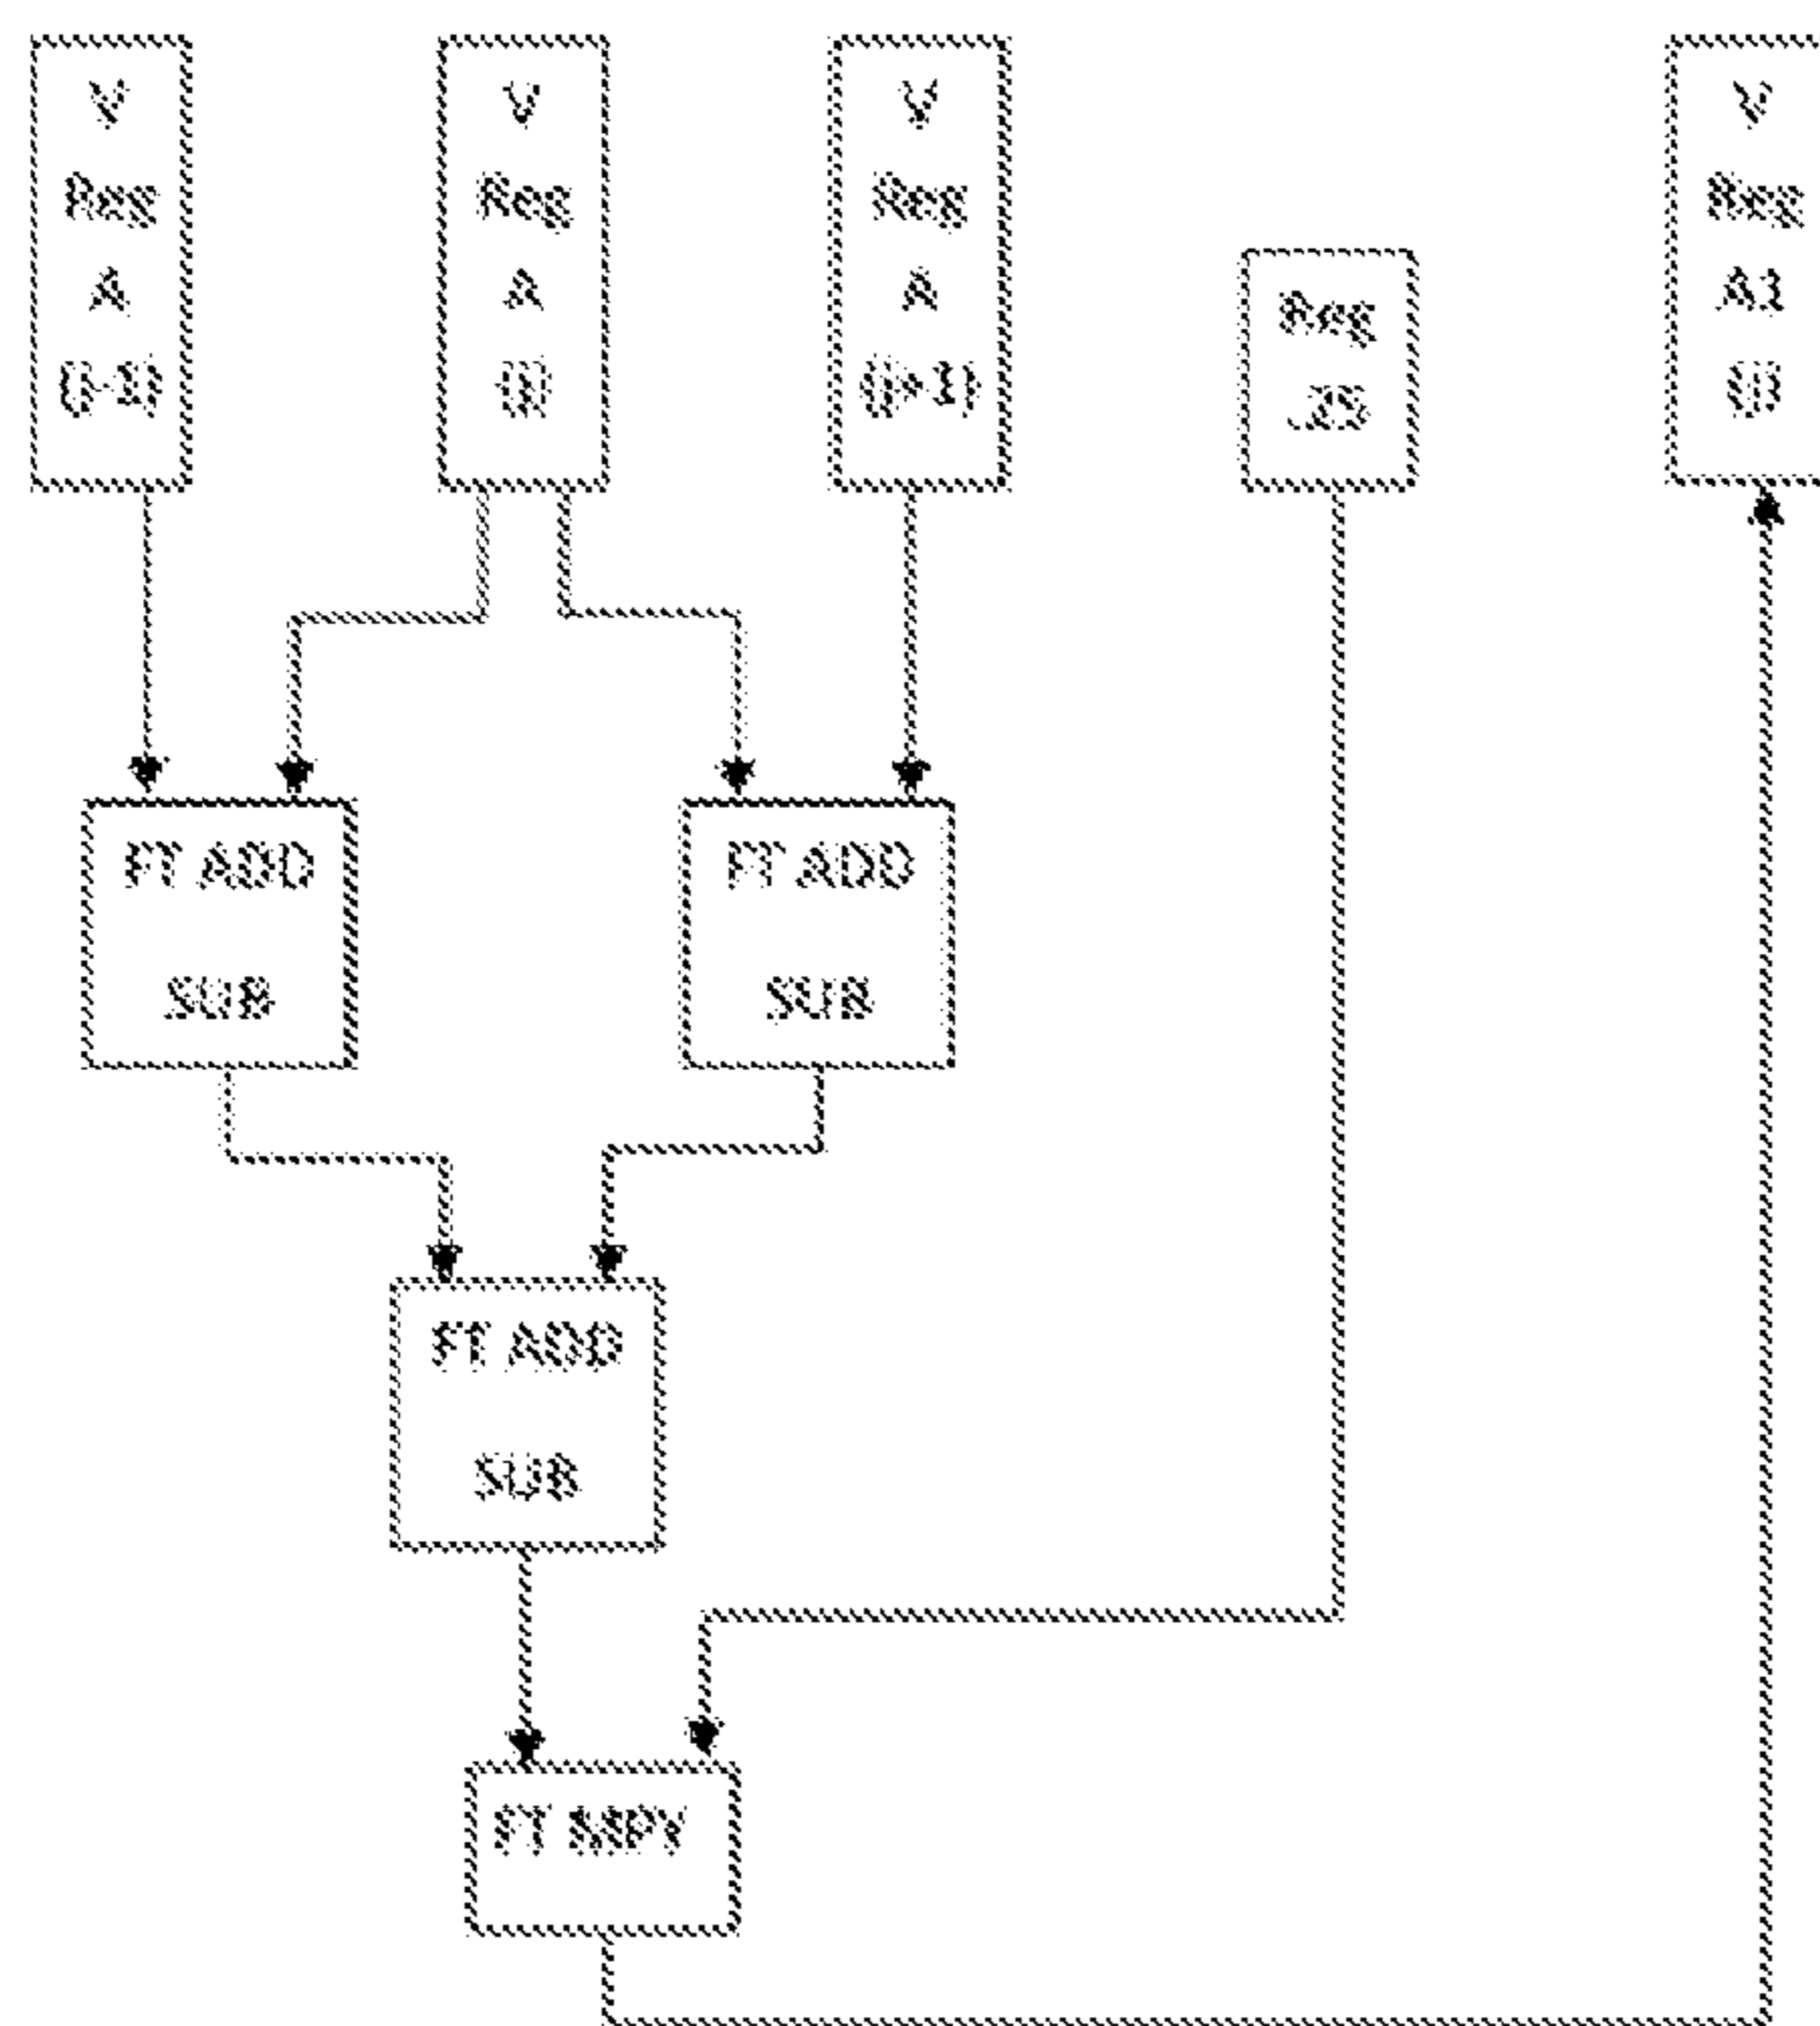 V
Reg
A
(i-1)
V
Reg
A
(i)
V
Reg
A
(i+1)
Reg
.25
V
Reg
A1
(i)
FT ADD
SUB
FT ADD
SUB
FT ADD
SUB
FT MPY